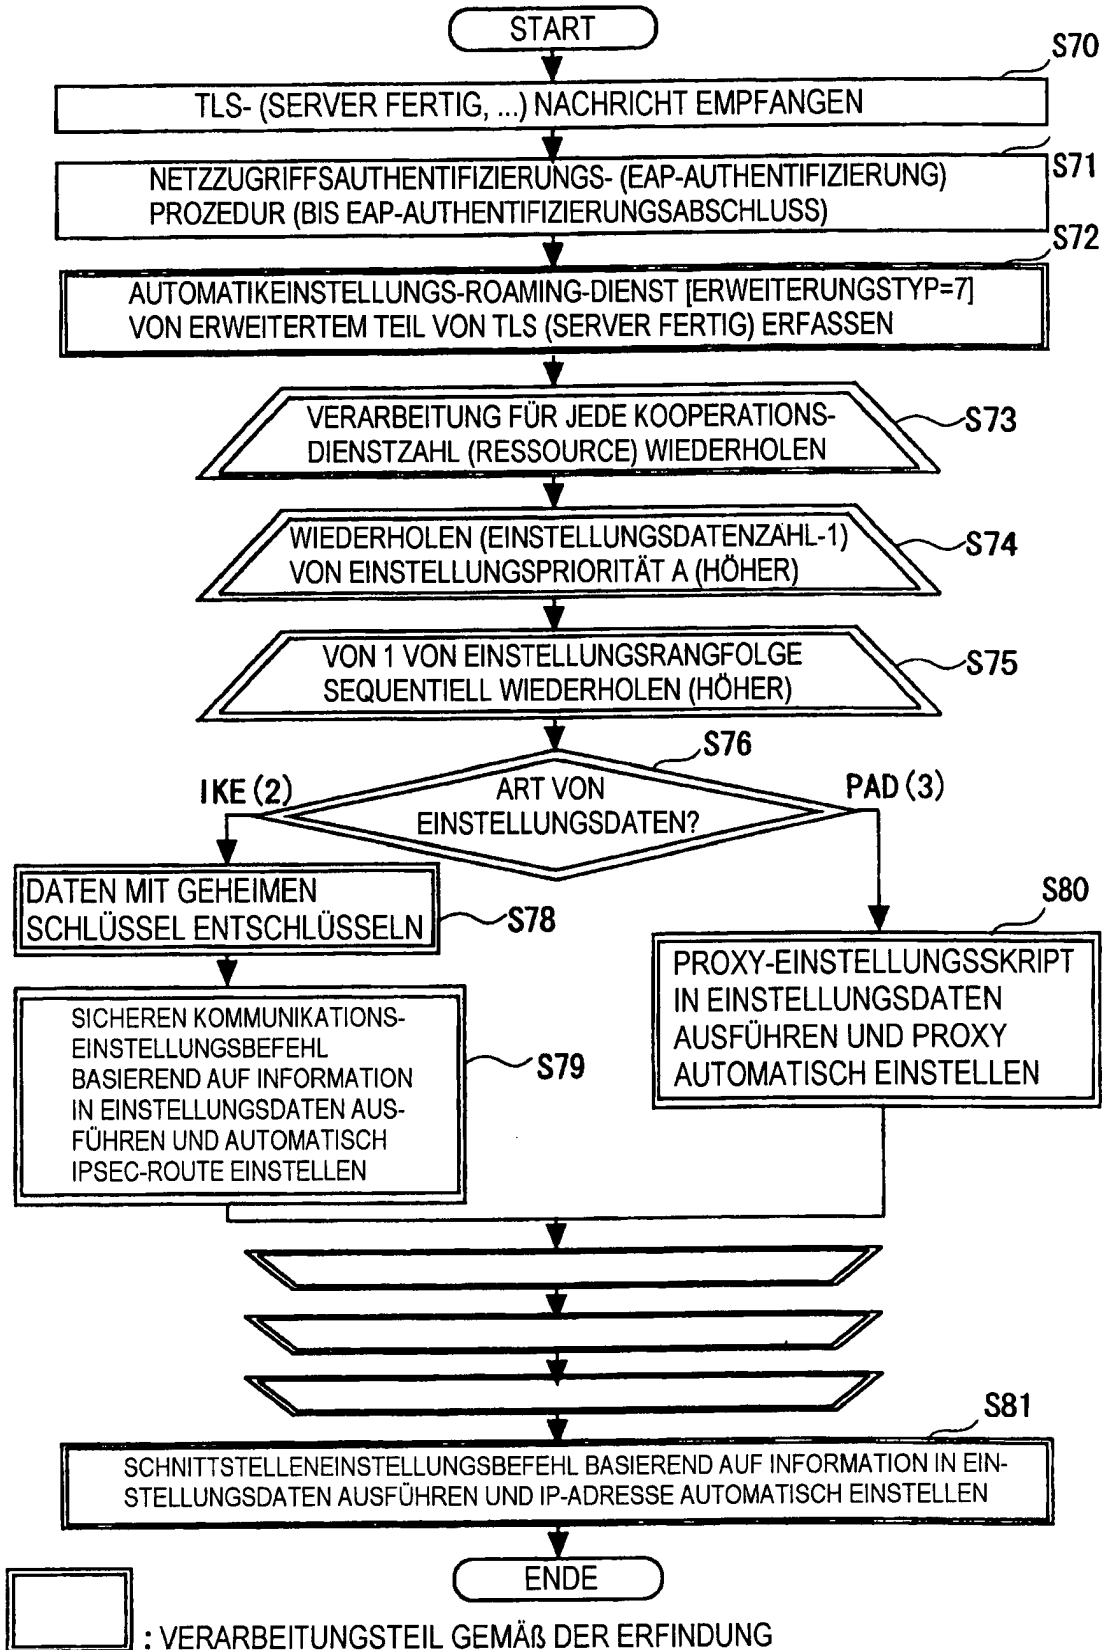 START
S70
TLS- (SERVER FERTIG, ...) NACHRICHT EMPFANGEN
S71
NETZZUGRIFFSAUTHENTIFIZIERUNGS- (EAP-AUTHENTIFIZIERUNG)
PROZEDUR (BIS EAP-AUTHENTIFIZIERUNGSABSCHLUSS)
S72
AUTOMATIKEINSTELLUNGS-ROAMING-DIENST [ERWEITERUNGSTYP=7]
VON ERWEITERTEM TEIL VON TLS (SERVER FERTIG) ERFASSEN
VERARBEITUNG FÜR JEDE KOOPERATIONS-
DIENSTZAHL (RESSOURCE) WIEDERHOLEN
S73
WIEDERHOLEN (EINSTELLUNGSDATENZAHL-1)
VON EINSTELLUNGSPRIORITÄT A (HÖHER)
S74
VON 1 VON EINSTELLUNGSRANGFOLGE
SEQUENTIELL WIEDERHOLEN (HÖHER)
S75
S76
IKE (2)
ART VON
EINSTELLUNGSDATEN?
PAD (3)
DATEN MIT GEHEIMEN
SCHLÜSSEL ENTSCHLÜSSELN
S78
S80
PROXY-EINSTELLUNGSSKRIPT
IN EINSTELLUNGSDATEN
AUSFÜHREN UND PROXY
AUTOMATISCH EINSTELLEN
SICHEREN KOMMUNIKATIONS-
EINSTELLUNGSBEFEHL
BASIEREND AUF INFORMATION
IN EINSTELLUNGSDATEN AUS-
FÜHREN UND AUTOMATISCH
IPSEC-ROUTE EINSTELLEN
S79
S81
SCHNITTSTELLENEINSTELLUNGSBEFEHL BASIEREND AUF INFORMATION IN EIN-
STELLUNGSDATEN AUSFÜHREN UND IP-ADRESSE AUTOMATISCH EINSTELLEN
ENDE
: VERARBEITUNGSTEIL GEMÄß DER ERFINDUNG